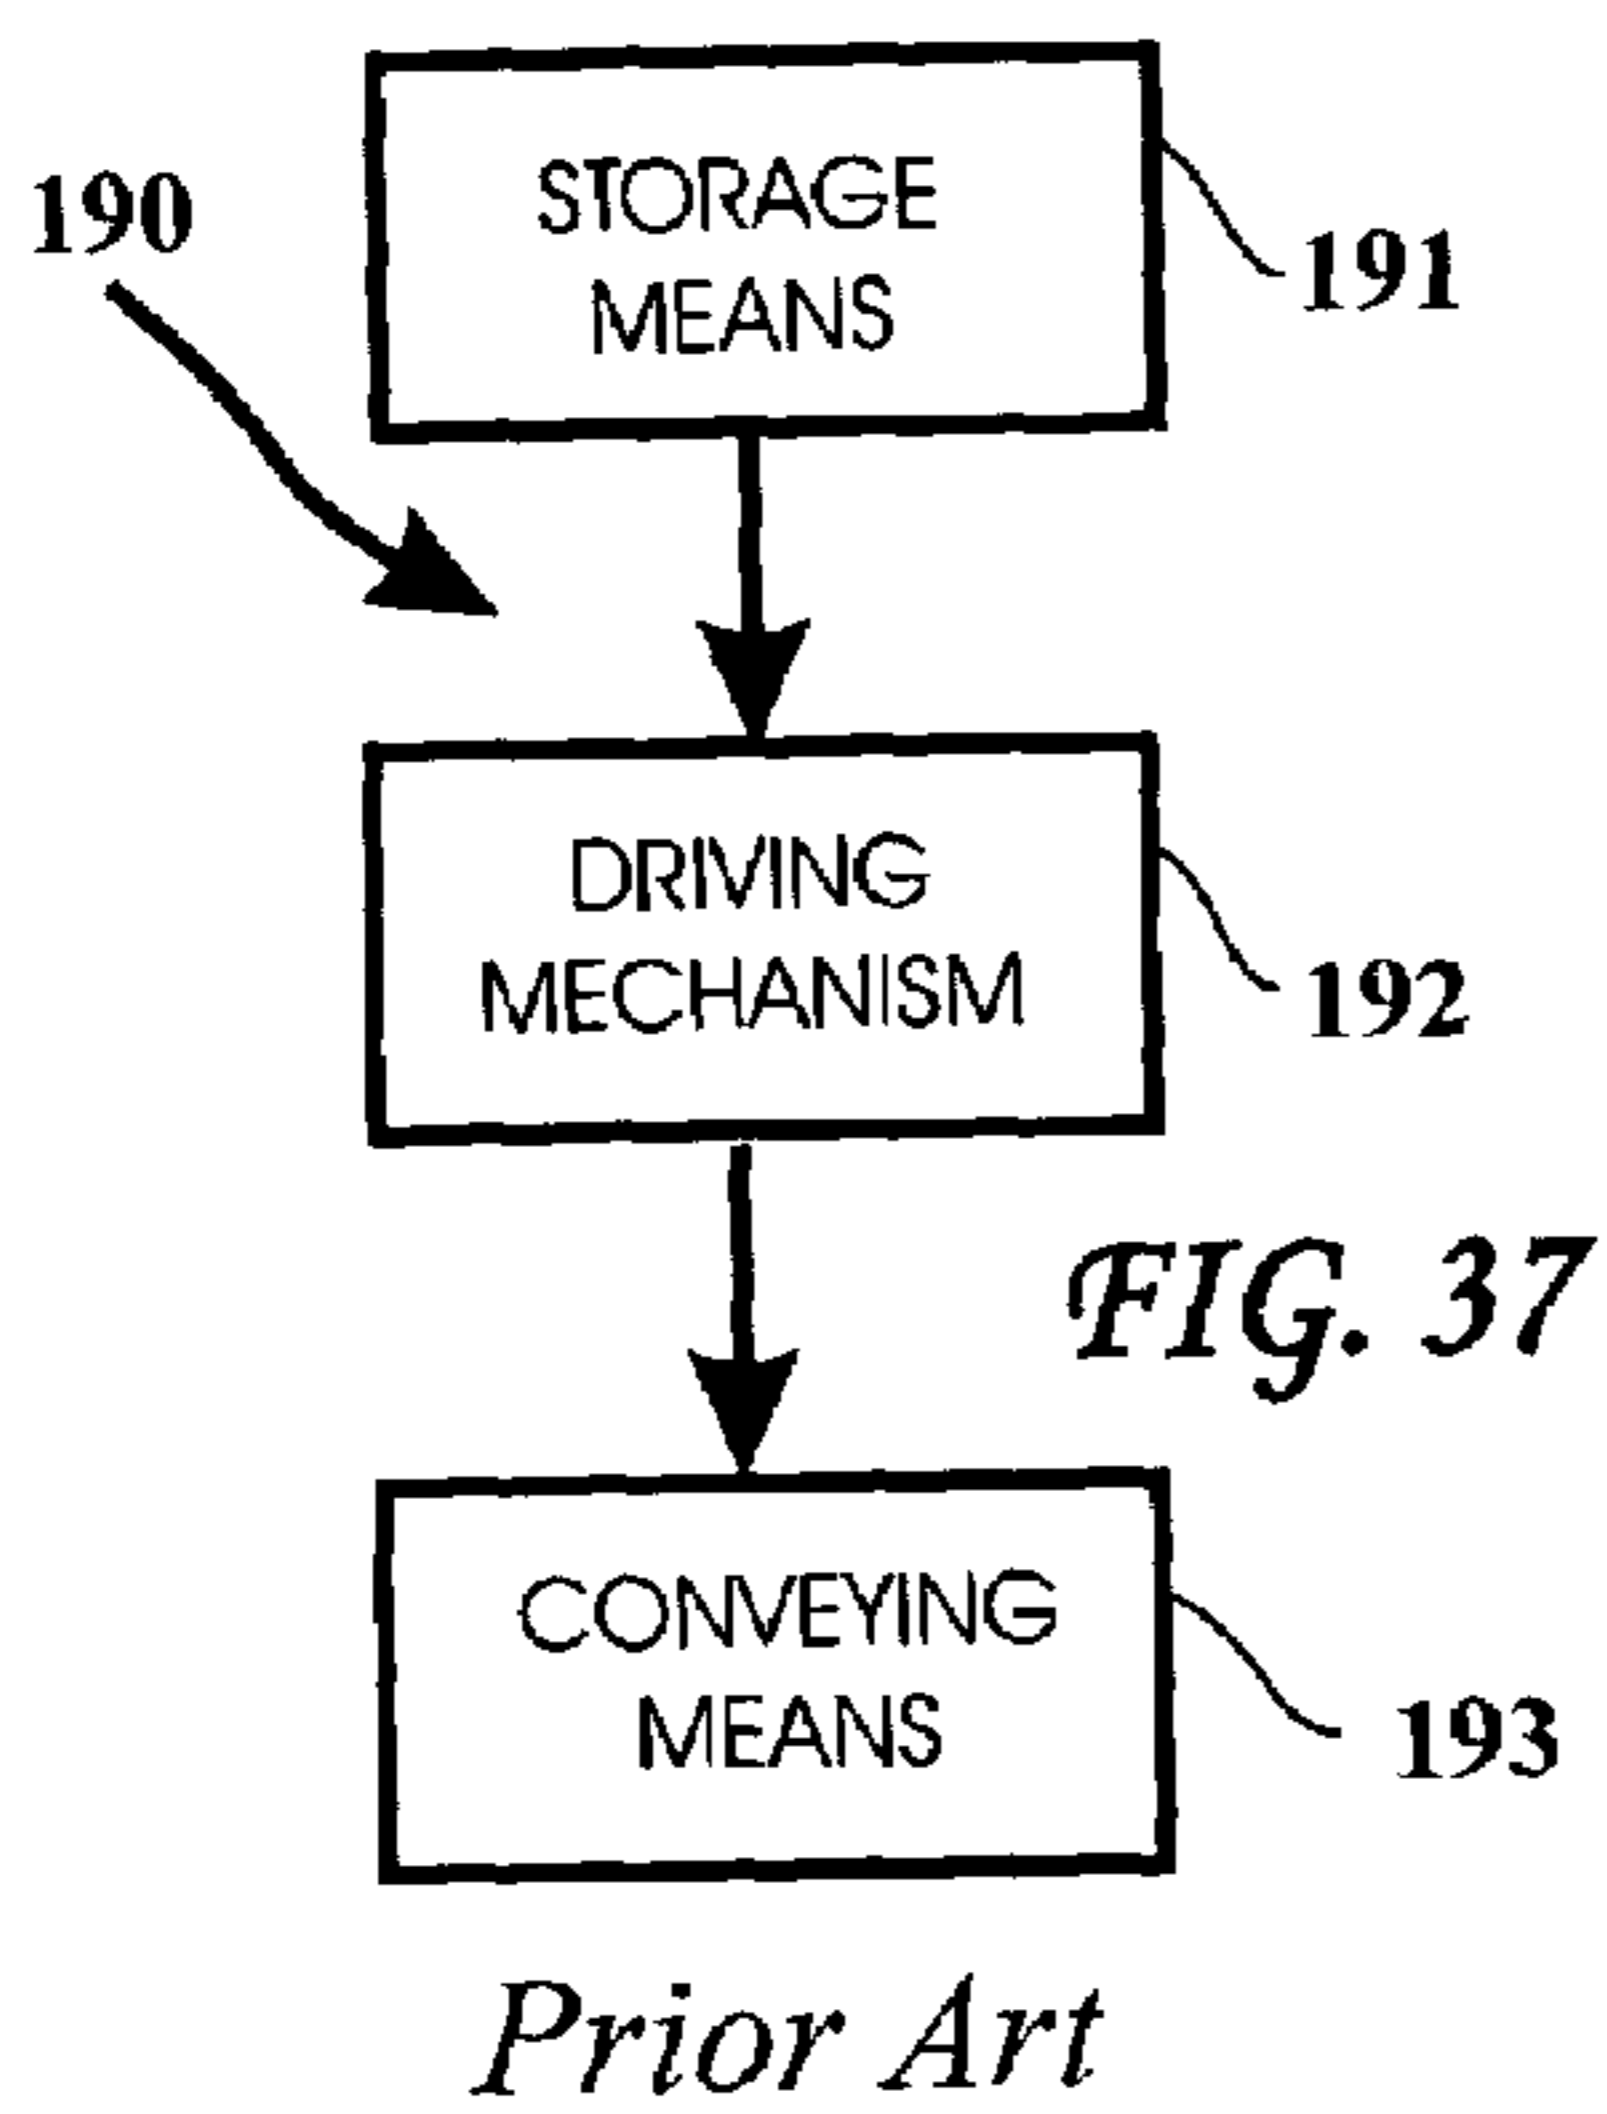 190
STORAGE
MEANS
191
DRIVING
MECHANISM
192
FIG. 37
CONVEYING
MEANS
193
Prior Art